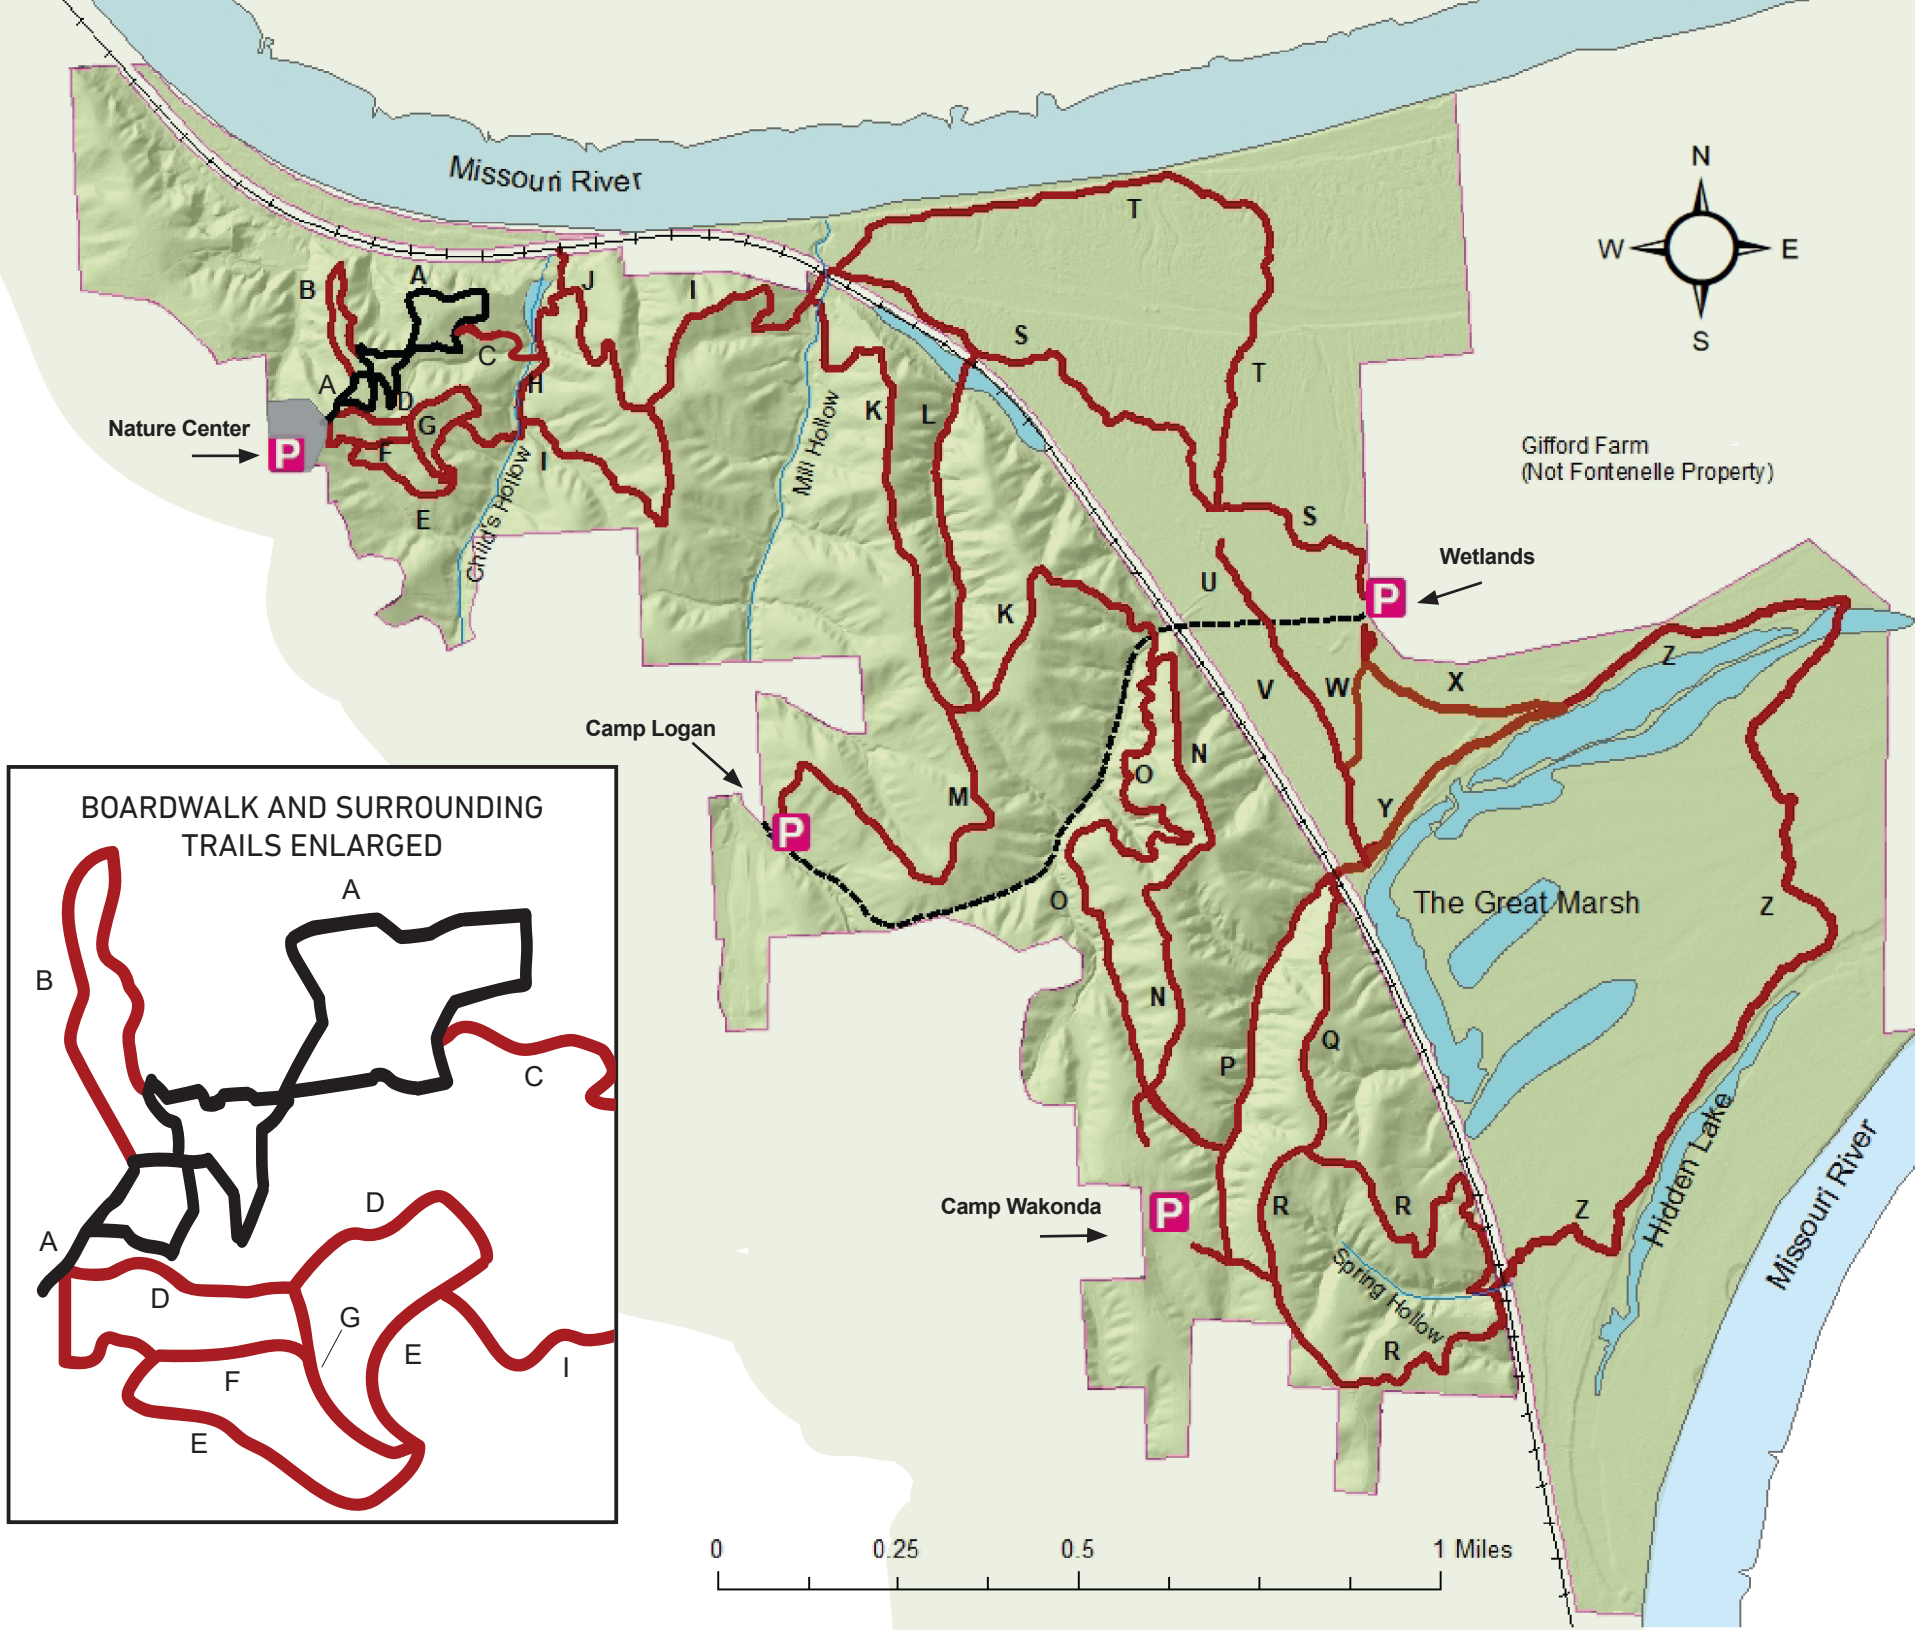 Missouri River
N
W
E
S
T
T
B
A
J
I
S
C
A
D
H
G
K
L
Nature Center
P
F
I
E
Child's Hollow
Mill Hollow
Gifford Farm
(Not Fontenelle Property)
S
Wetlands
P
U
K
Z
V
W
X
N
Camp Logan
P
O
M
Y
O
The Great Marsh
Z
N
P
Q
Camp Wakonda
P
R
R
Z
Hidden Lake
Missouri River
Spring Hollow
R
BOARDWALK AND SURROUNDING
TRAILS ENLARGED
A
B
C
D
A
D
G
E
F
I
E
0
0.25
0.5
1 Miles